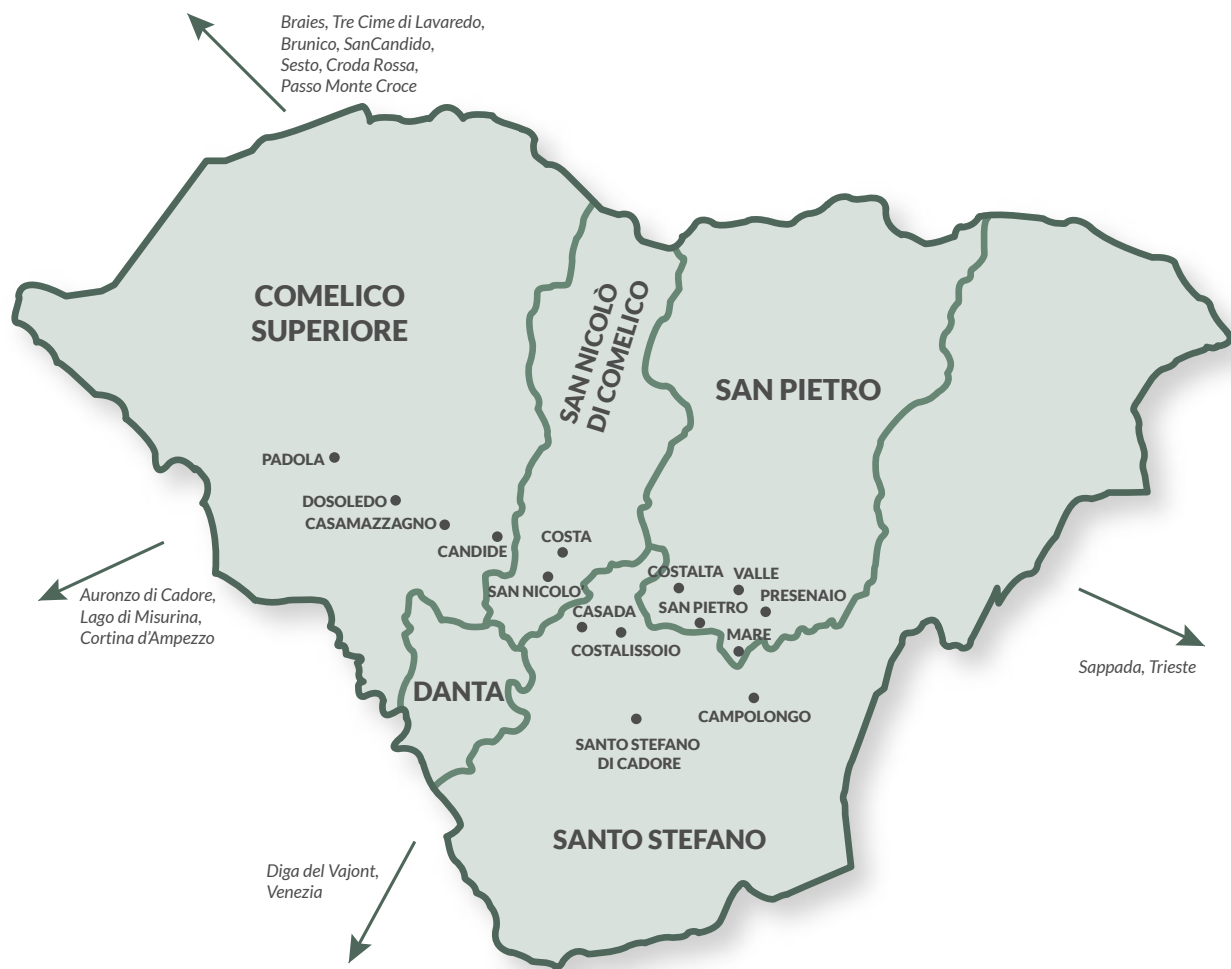 Braies, Tre Cime di Lavaredo,
Brunico, SanCandido,
Sesto, Croda Rossa,
Passo Monte Croce
COMELICO
SUPERIORE
SAN NICOLÒ
DI COMELICO
SAN PIETRO
PADOLA
DOSOLEDO
CASAMAZZAGNO
CANDIDE
COSTA
SAN NICOLO
COSTALTA
VALLE
PRESENAIO
SAN PIETRO
MARE
CASADA
COSTALISSOIO
Auronzo di Cadore,
Lago di Misurina,
Cortina d'Ampezzo
Sappada, Trieste
DANTA
CAMPOLONGO
SANTO STEFANO
DI CADORE
SANTO STEFANO
Diga del Vajont,
Venezia